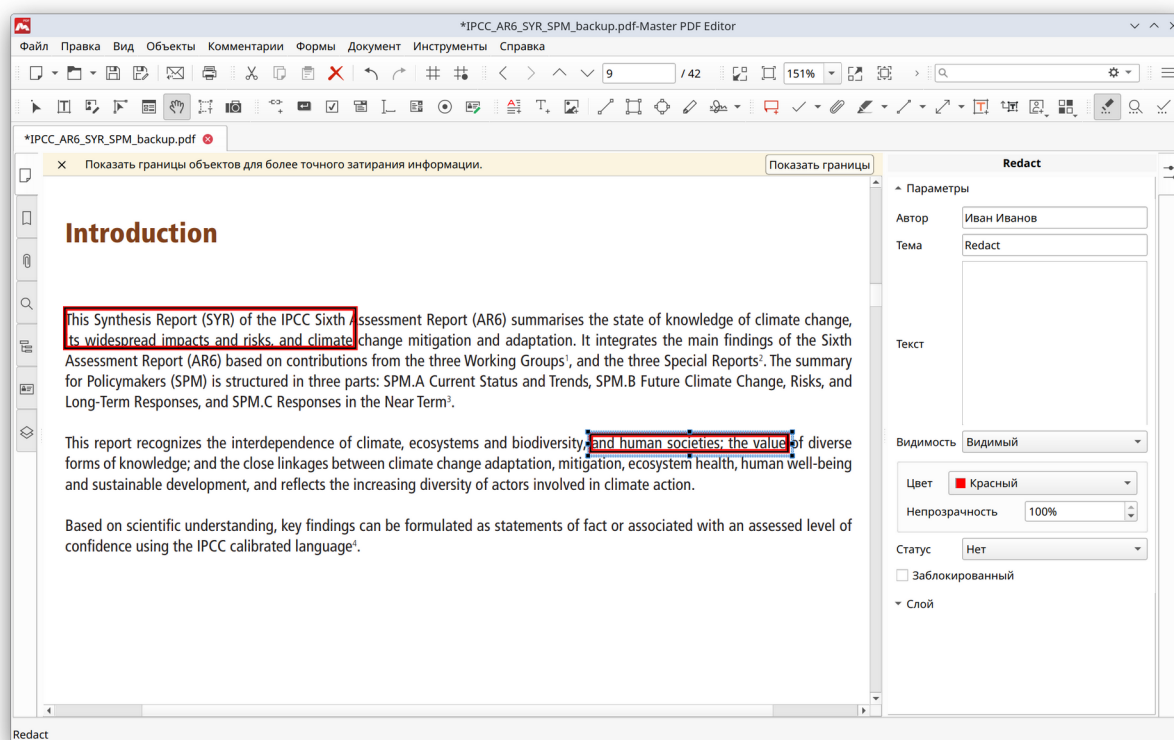 *IPCC_AR6_SYR_SPM_backup.pdf-Master PDF Editor
Файл Правка Вид Объекты Комментарии Формы Документ Инструменты Справка
9 / 42 151%
*IPCC_AR6_SYR_SPM_backup.pdf
Показать границы объектов для более точного затирания информации. Показать границы
Introduction
This Synthesis Report (SYR) of the IPCC Sixth Assessment Report (AR6) summarises the state of knowledge of climate change,
its widespread impacts and risks, and climate change mitigation and adaptation. It integrates the main findings of the Sixth
Assessment Report (AR6) based on contributions from the three Working Groups¹, and the three Special Reports². The summary
for Policymakers (SPM) is structured in three parts: SPM.A Current Status and Trends, SPM.B Future Climate Change, Risks, and
Long-Term Responses, and SPM.C Responses in the Near Term³.
This report recognizes the interdependence of climate, ecosystems and biodiversity, and human societies; the value of diverse
forms of knowledge; and the close linkages between climate change adaptation, mitigation, ecosystem health, human well-being
and sustainable development, and reflects the increasing diversity of actors involved in climate action.
Based on scientific understanding, key findings can be formulated as statements of fact or associated with an assessed level of
confidence using the IPCC calibrated language⁴.
Redact
Параметры
Автор Иван Иванов
Тема Redact
Текст
Видимость Видимый
Цвет Красный
Непрозрачность 100%
Статус Нет
Заблокированный
Слой
Redact